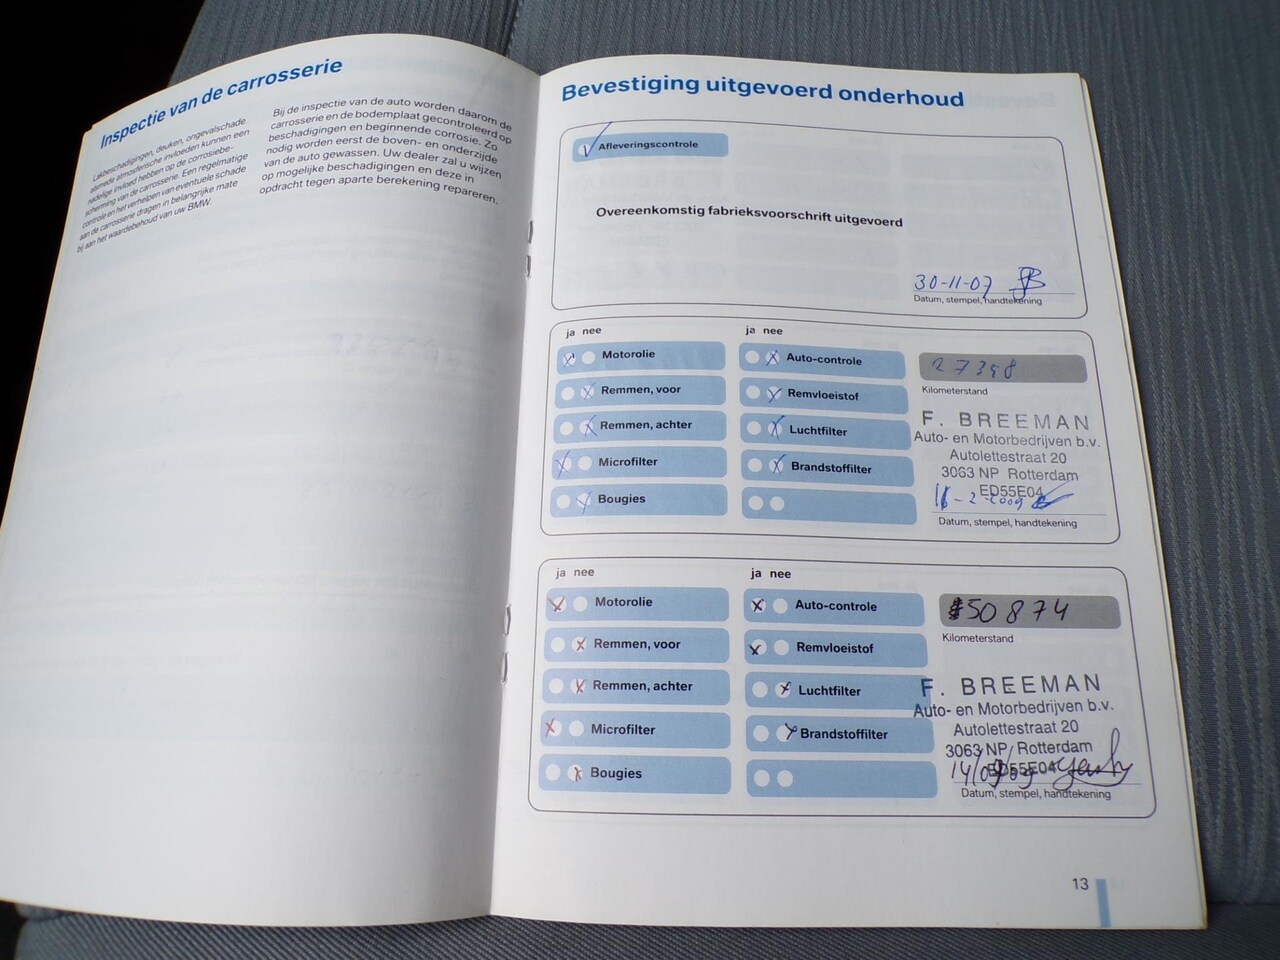 Inspectie van de carrosserie
Lakbeschadigingen, deuken, ongevalschade
alsmede atmosferische invloeden kunnen een
nadelige invloed hebben op de corrosiebe-
scherming van de carrosserie. Een regelmatige
controle en het verhelpen van eventuele schade
aan de carrosserie dragen in belangrijke mate
bij aan het waardebehoud van uw BMW.
Bij de inspectie van de auto worden daarom de
carrosserie en de bodemplaat gecontroleerd op
beschadigingen en beginnende corrosie. Zo
nodig worden eerst de boven- en onderzijde
van de auto gewassen. Uw dealer zal u wijzen
op mogelijke beschadigingen en deze in
opdracht tegen aparte berekening repareren.
Bevestiging uitgevoerd onderhoud
Afleveringscontrole
Overeenkomstig fabrieksvoorschrift uitgevoerd
30-11-07
Datum, stempel, handtekening
ja nee
Motorolie
Remmen, voor
Remmen, achter
Microfilter
Bougies
ja nee
Auto-controle
Remvloeistof
Luchtfilter
Brandstoffilter
27398
Kilometerstand
F. BREEMAN
Auto- en Motorbedrijven b.v.
Autolettestraat 20
3063 NP Rotterdam
ED55E04
-2-2009
Datum, stempel, handtekening
ja nee
Motorolie
Remmen, voor
Remmen, achter
Microfilter
Bougies
ja nee
Auto-controle
Remvloeistof
Luchtfilter
Brandstoffilter
50874
Kilometerstand
F. BREEMAN
Auto- en Motorbedrijven b.v.
Autolettestraat 20
3063 NP Rotterdam
ED55E04
Datum, stempel, handtekening
13